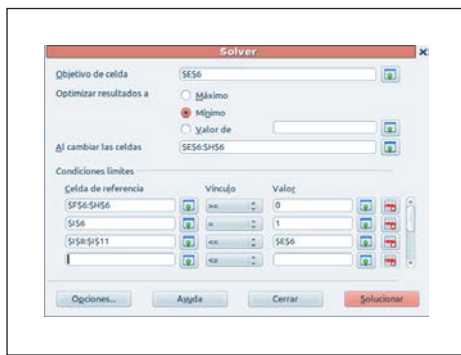 Solver
Objetivo de celda $E$6
Optimizar resultados a Máximo
Mínimo
Valor de
Al cambiar las celdas $E$6:$H$6
Condiciones límites
Celda de referencia Vínculo Valor
$F$6:$H$6 >= 0
$I$6 = 1
$I$8:$I$11 <= $E$6
<=
Opciones... Ayuda Cerrar Solucionar